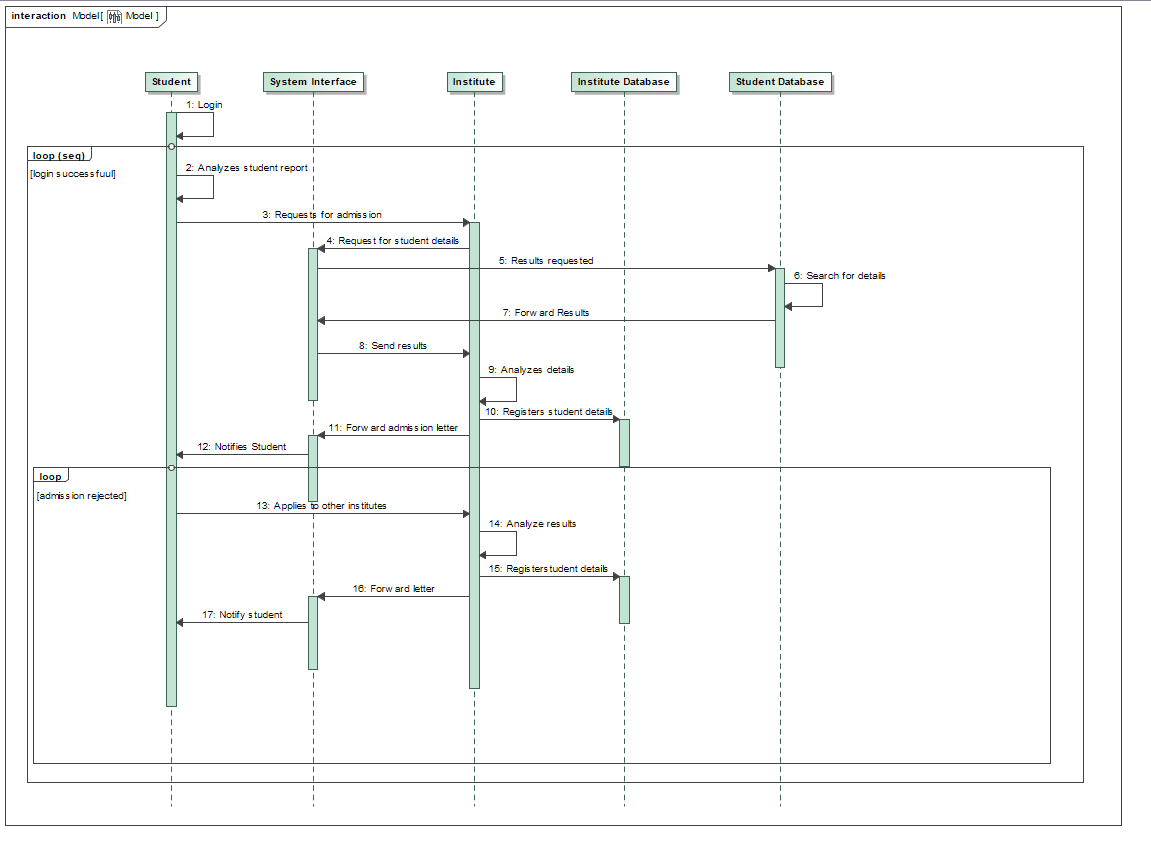 interaction Model[ Model ]
Student
System Interface
Institute
Institute Database
Student Database
1: Login
loop (seq)
[login successfuul]
2: Analyzes student report
3: Requests for admission
4: Request for student details
5: Results requested
6: Search for details
7: Forward Results
8: Send results
9: Analyzes details
10: Registers student details
11: Forward admission letter
12: Notifies Student
loop
[admission rejected]
13: Applies to other institutes
14: Analyze results
15: Registerstudent details
16: Forward letter
17: Notify student